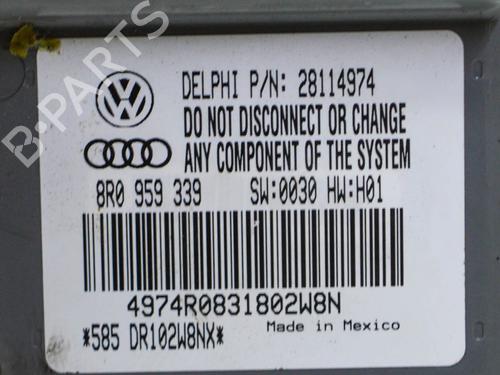 B-PARTS
DELPHI P/N: 28114974
DO NOT DISCONNECT OR CHANGE
ANY COMPONENT OF THE SYSTEM
8R0 959 339 SW:0030 HW:H01
4974R0831802W8N
*585 DR102W8NX* Made in Mexico